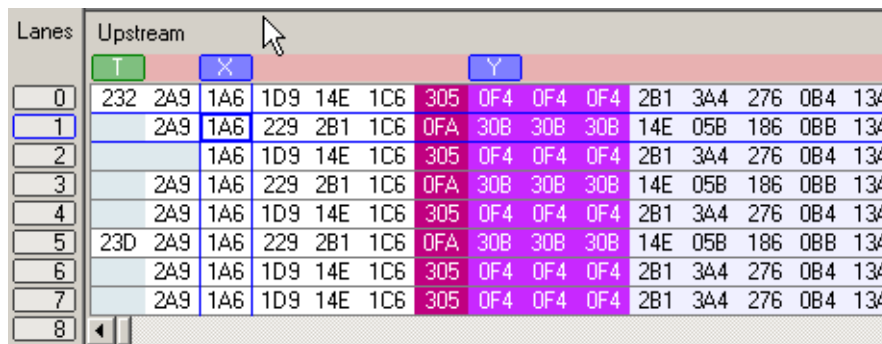 Lanes Upstream
T X Y
0 232 2A9 1A6 1D9 14E 1C6 305 0F4 0F4 0F4 2B1 3A4 276 0B4
1 2A9 1A6 229 2B1 1C6 0FA 30B 30B 30B 14E 05B 186 0BB
2 1A6 1D9 14E 1C6 305 0F4 0F4 0F4 2B1 3A4 276 0B4
3 2A9 1A6 229 2B1 1C6 0FA 30B 30B 30B 14E 05B 186 0BB
4 2A9 1A6 1D9 14E 1C6 305 0F4 0F4 0F4 2B1 3A4 276 0B4
5 23D 2A9 1A6 229 2B1 1C6 0FA 30B 30B 30B 14E 05B 186 0BB
6 2A9 1A6 1D9 14E 1C6 305 0F4 0F4 0F4 2B1 3A4 276 0B4
7 2A9 1A6 1D9 14E 1C6 305 0F4 0F4 0F4 2B1 3A4 276 0B4
8